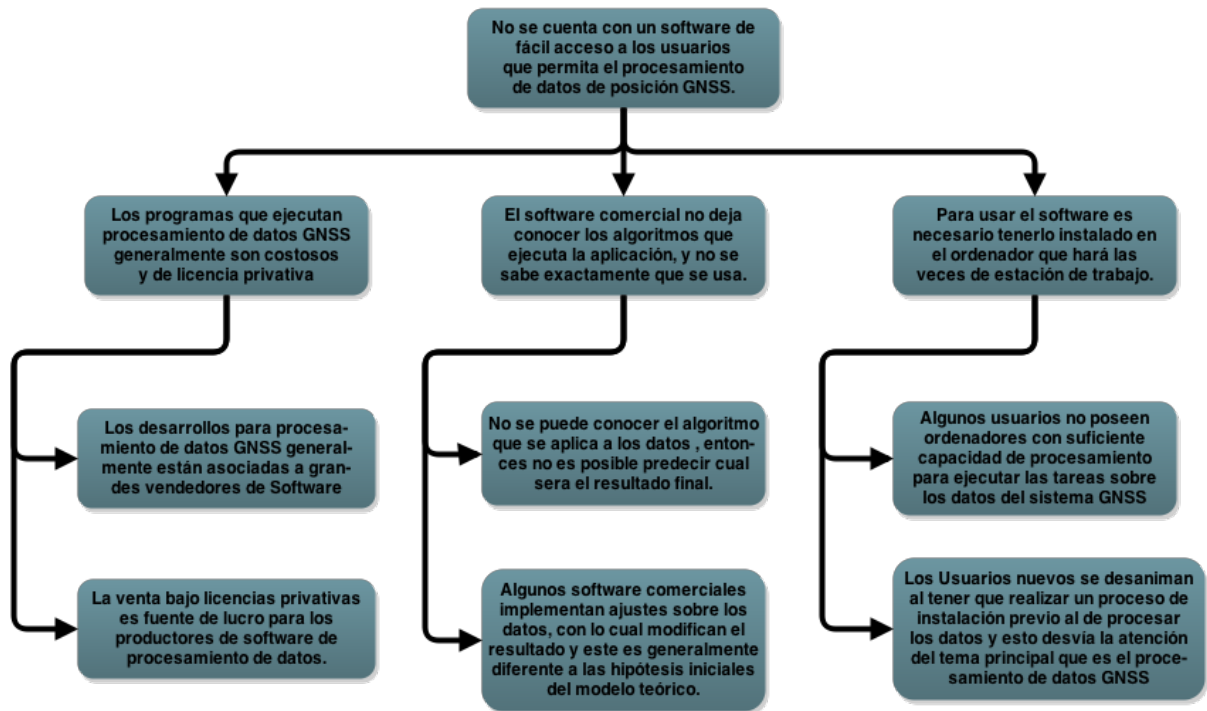 No se cuenta con un software de
fácil acceso a los usuarios
que permita el procesamiento
de datos de posición GNSS.
Los programas que ejecutan
procesamiento de datos GNSS
generalmente son costosos
y de licencia privativa
El software comercial no deja
conocer los algoritmos que
ejecuta la aplicación, y no se
sabe exactamente que se usa.
Para usar el software es
necesario tenerlo instalado en
el ordenador que hará las
veces de estación de trabajo.
Los desarrollos para procesa-
miento de datos GNSS general-
mente están asociadas a gran-
des vendedores de Software
No se puede conocer el algoritmo
que se aplica a los datos , enton-
ces no es posible predecir cual
sera el resultado final.
Algunos usuarios no poseen
ordenadores con suficiente
capacidad de procesamiento
para ejecutar las tareas sobre
los datos del sistema GNSS
La venta bajo licencias privativas
es fuente de lucro para los
productores de software de
procesamiento de datos.
Algunos software comerciales
implementan ajustes sobre los
datos, con lo cual modifican el
resultado y este es generalmente
diferente a las hipótesis iniciales
del modelo teórico.
Los Usuarios nuevos se desaniman
al tener que realizar un proceso de
instalación previo al de procesar
los datos y esto desvía la atención
del tema principal que es el proce-
samiento de datos GNSS